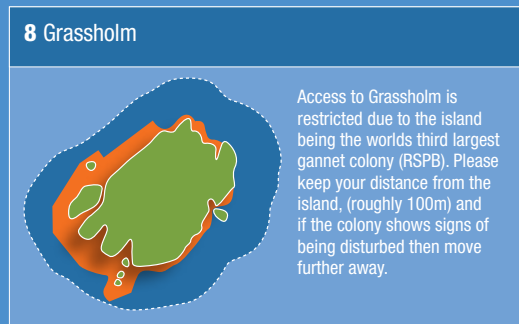 8 Grassholm
Access to Grassholm is
restricted due to the island
being the worlds third largest
gannet colony (RSPB). Please
keep your distance from the
island, (roughly 100m) and
if the colony shows signs of
being disturbed then move
further away.